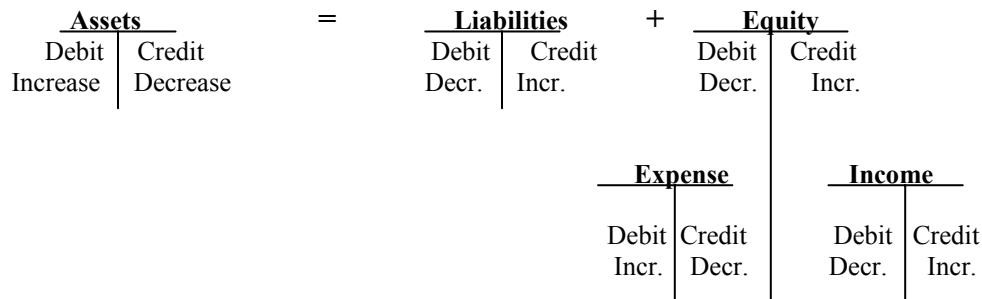 Assets = Liabilities + Equity
Debit Credit Debit Credit Debit Credit
Increase Decrease Decr. Incr. Decr. Incr.
Expense Income
Debit Credit Debit Credit
Incr. Decr. Decr. Incr.